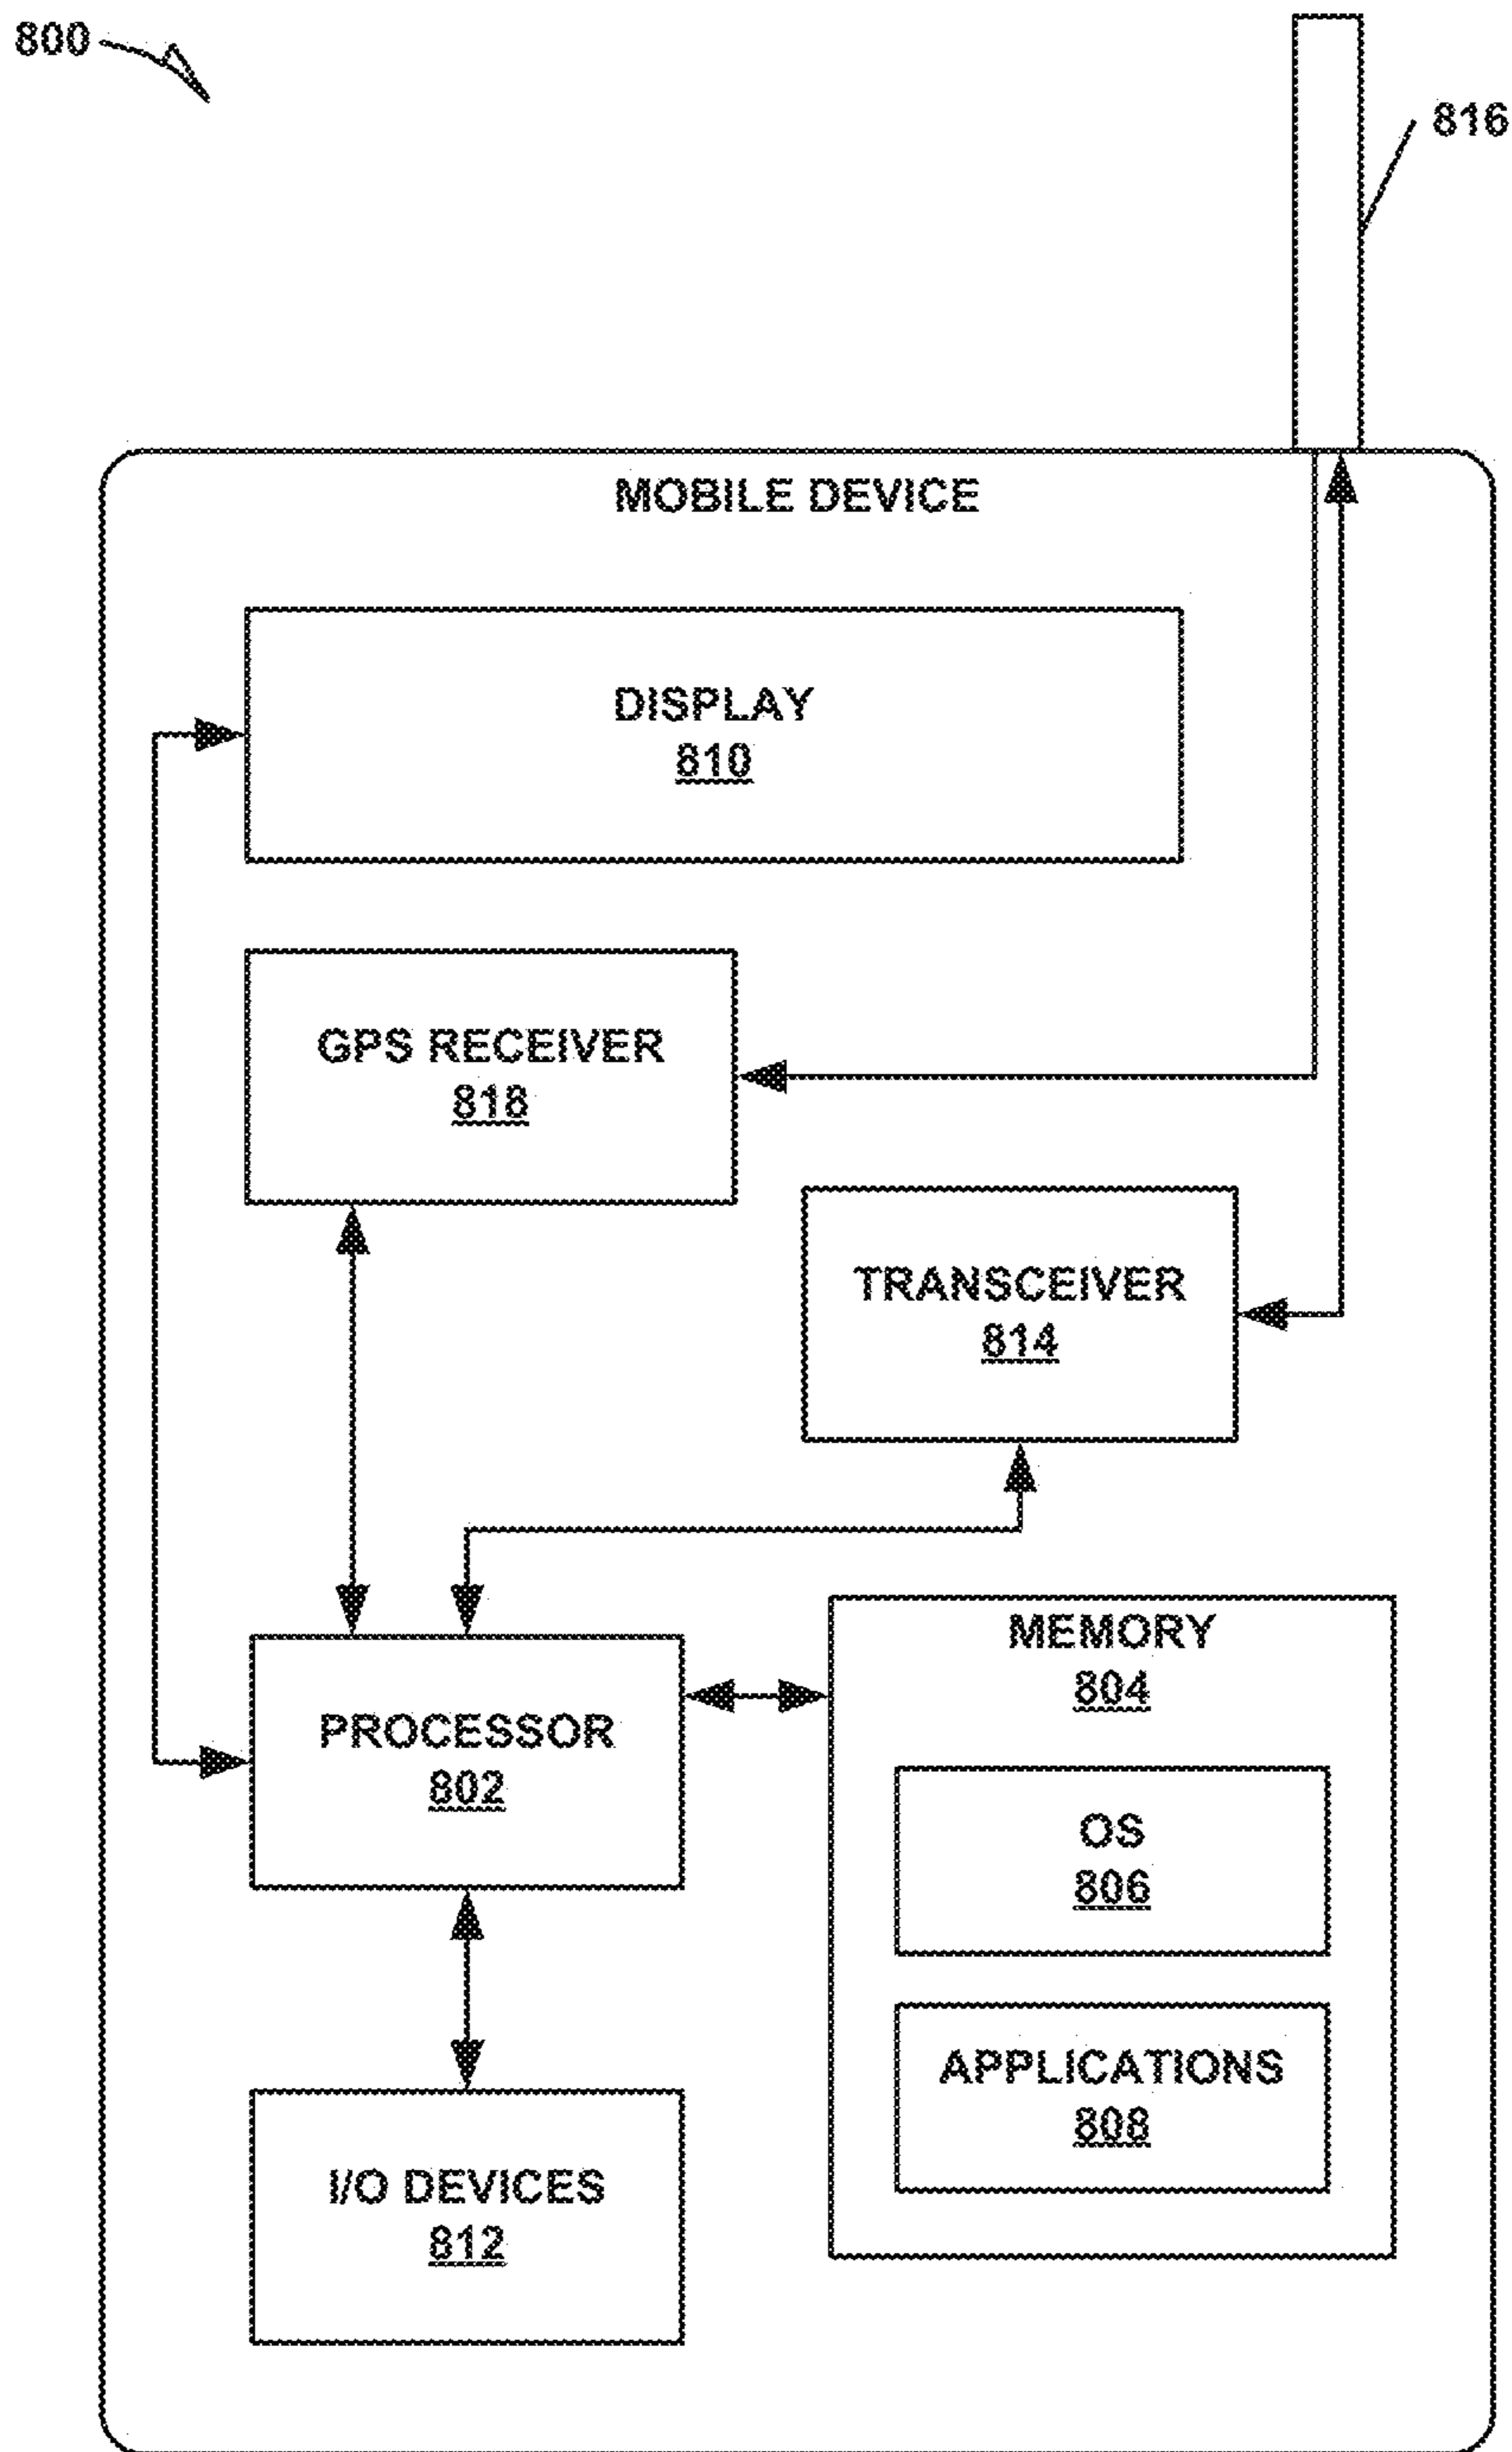 800
816
MOBILE DEVICE
DISPLAY
810
GPS RECEIVER
818
TRANSCEIVER
814
MEMORY
804
PROCESSOR
802
OS
806
APPLICATIONS
808
I/O DEVICES
812